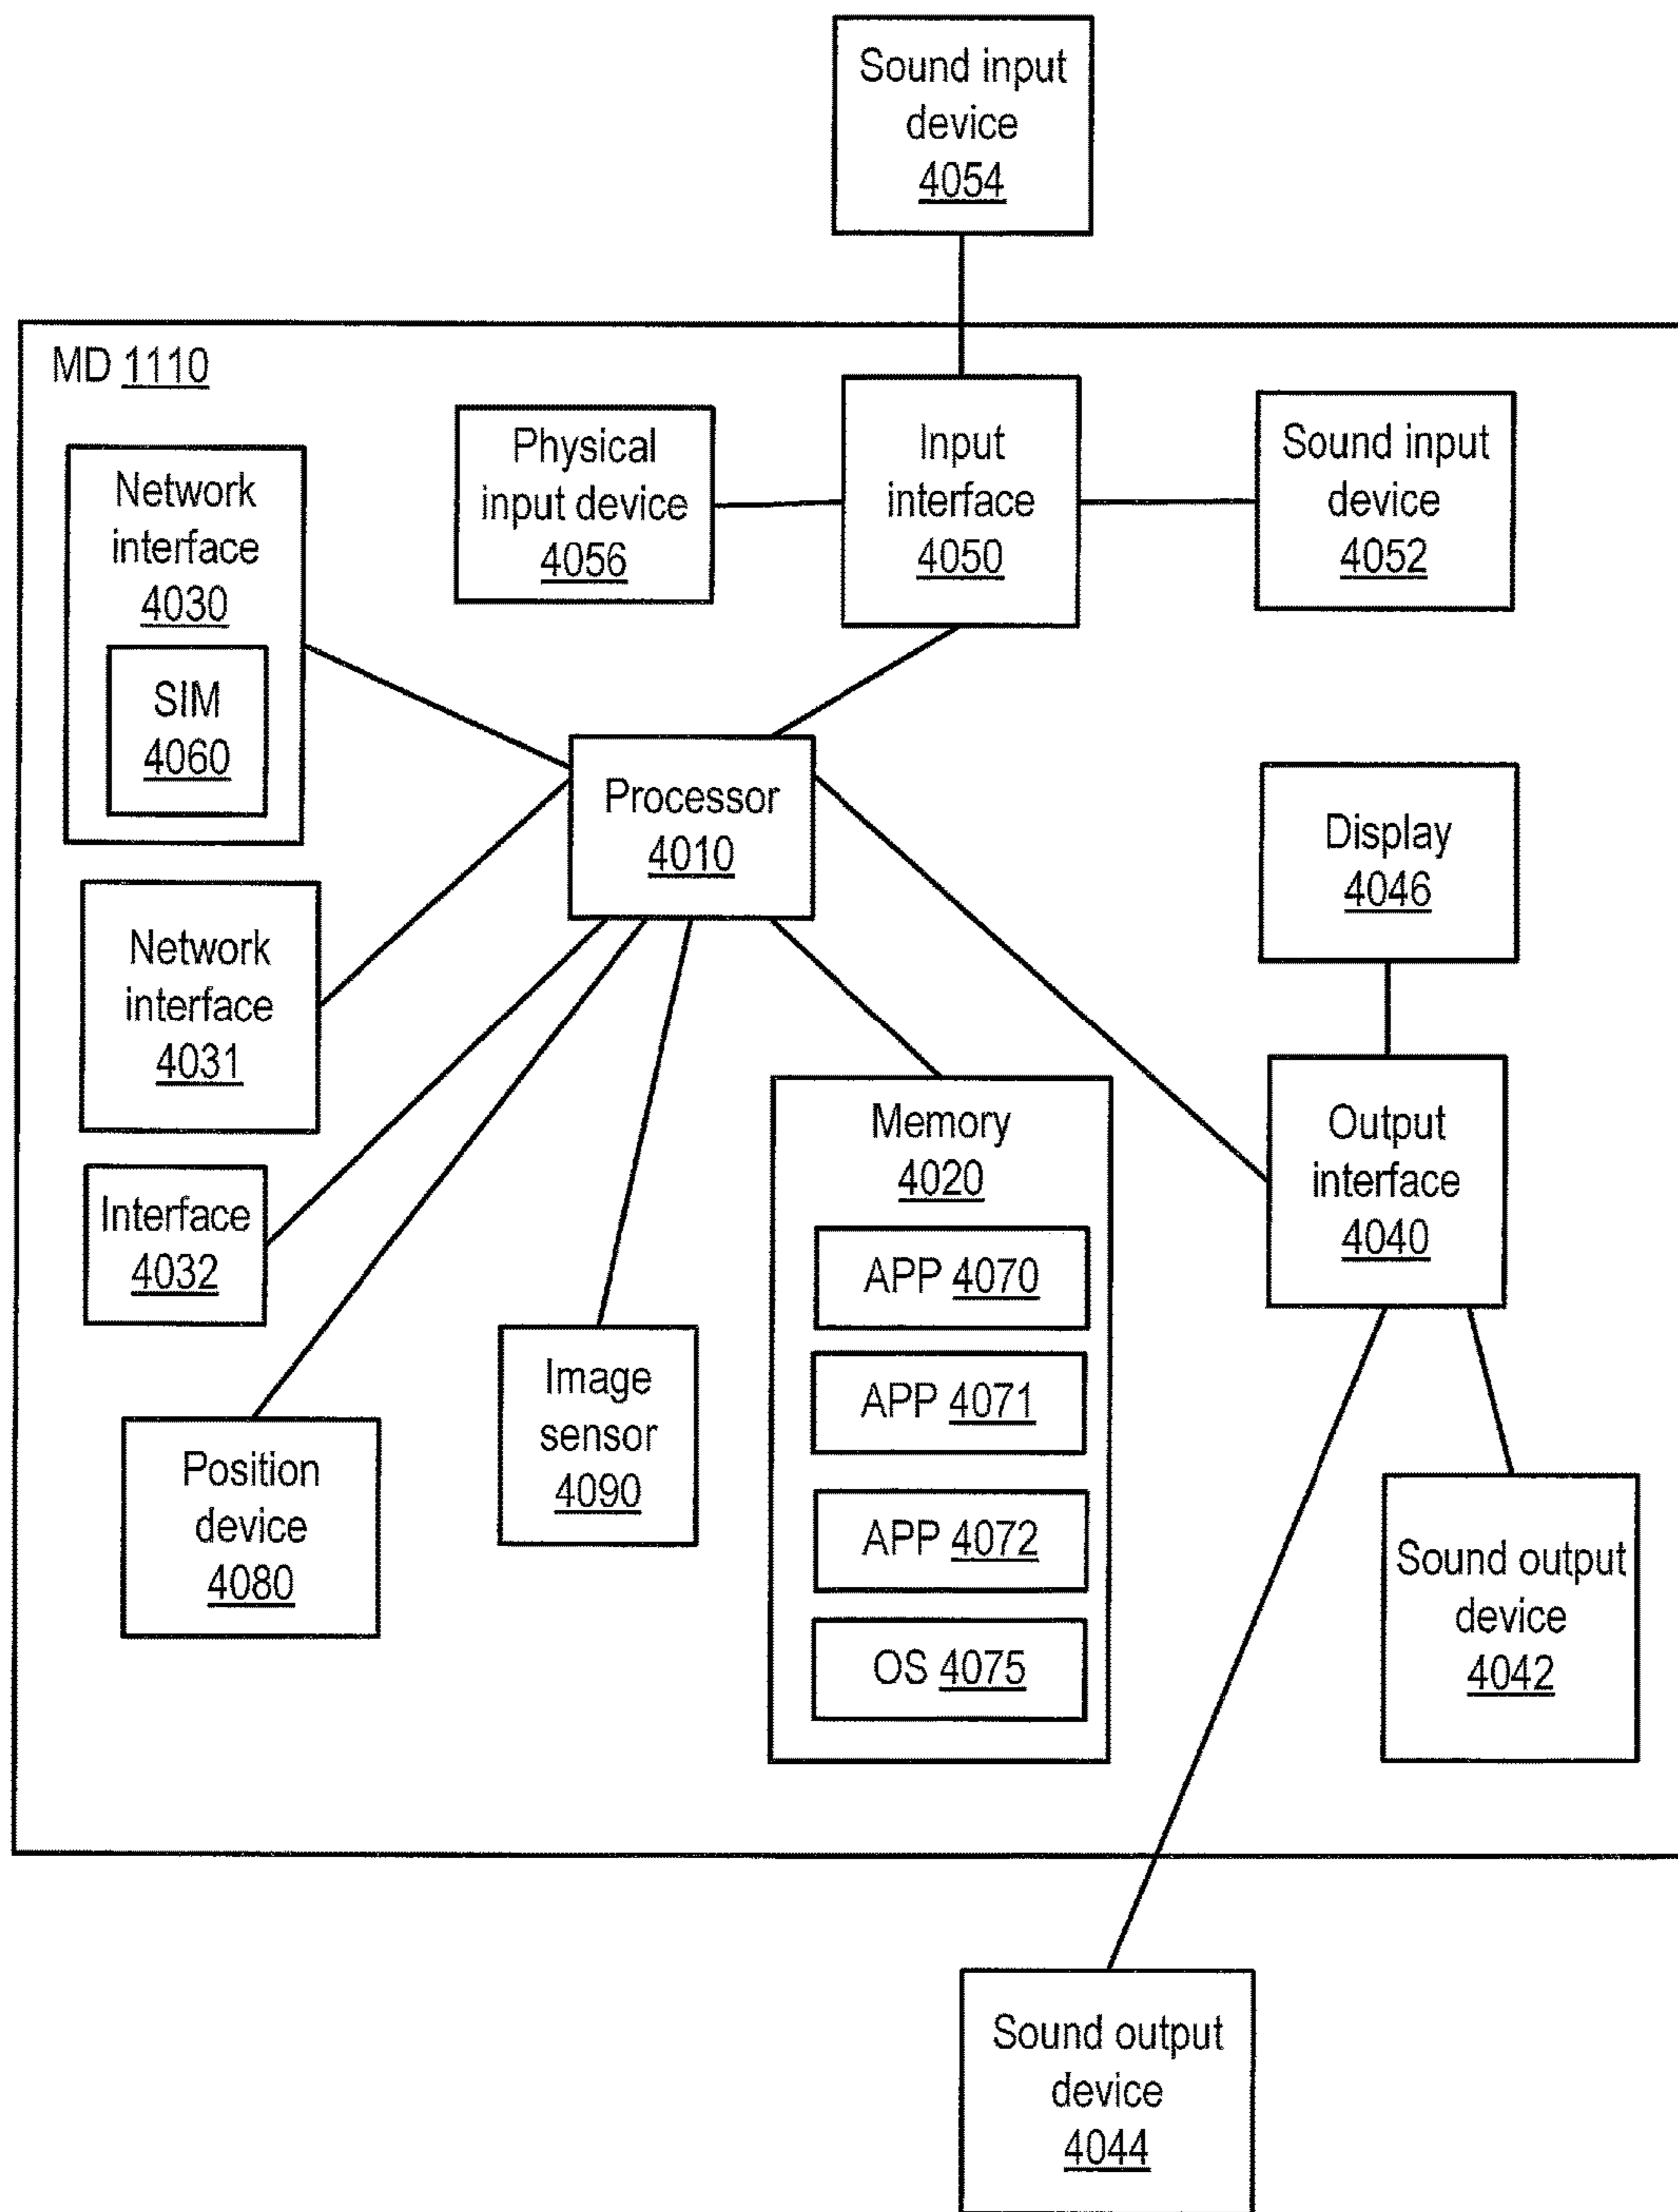 Sound input
device
4054
MD 1110
Physical
input device
4056
Input
interface
4050
Sound input
device
4052
Network
interface
4030
SIM
4060
Processor
4010
Display
4046
Network
interface
4031
Memory
4020
APP 4070
APP 4071
APP 4072
OS 4075
Output
interface
4040
Interface
4032
Image
sensor
4090
Position
device
4080
Sound output
device
4042
Sound output
device
4044